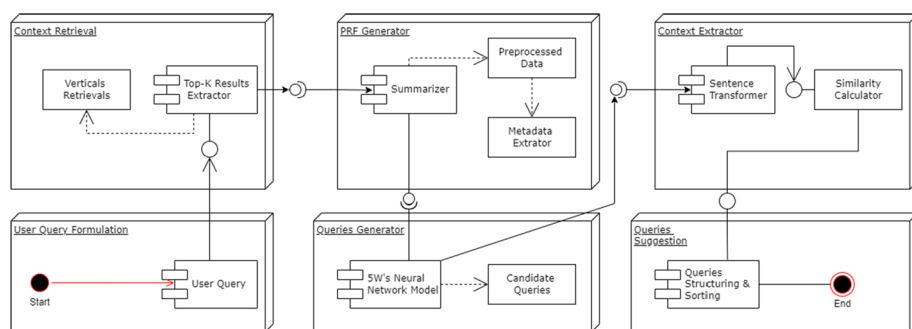 Context Retrieval
Verticals
Retrievals
Top-K Results
Extractor
PRF Generator
Summarizer
Preprocessed
Data
Metadata
Extrator
Context Extractor
Sentence
Transformer
Similarity
Calculator
User Query Formulation
Start
User Query
Queries Generator
5W's Neural
Network Model
Candidate
Queries
Queries
Suggestion
Queries
Structuring &
Sorting
End